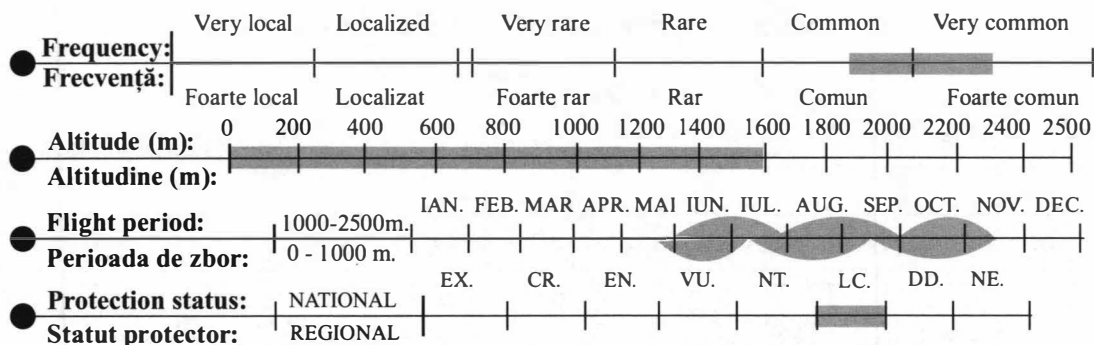 Very local Localized Very rare Rare Common Very common
Frequency:
Frecvență:
Foarte local Localizat Foarte rar Rar Comun Foarte comun
0 200 400 600 800 1000 1200 1400 1600 1800 2000 2200 2400 2500
Altitude (m):
Altitudine (m):
IAN. FEB. MAR APR. MAI IUN. IUL. AUG. SEP. OCT. NOV. DEC.
Flight period: 1000-2500m.
Perioada de zbor: 0 - 1000 m.
EX. CR. EN. VU. NT. LC. DD. NE.
Protection status: NATIONAL
Statut protector: REGIONAL